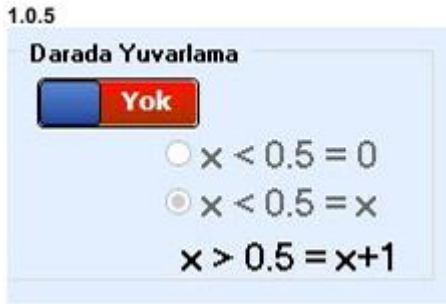 1.0.5
Darada Yuvarlama
Yok
x < 0.5 = 0
x < 0.5 = x
x > 0.5 = x+1